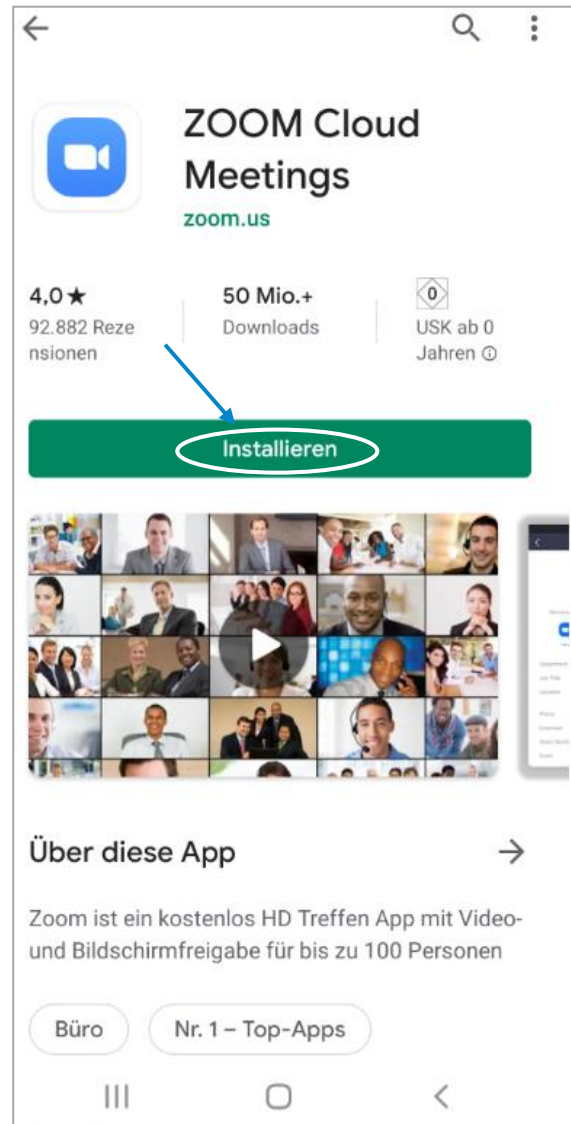 ZOOM Cloud
Meetings
zoom.us
4,0★
92.882 Reze
nsionen
50 Mio.+
Downloads
0
USK ab 0
Jahren
Installieren
Über diese App
Zoom ist ein kostenlos HD Treffen App mit Video-
und Bildschirmfreigabe für bis zu 100 Personen
Büro
Nr. 1 – Top-Apps